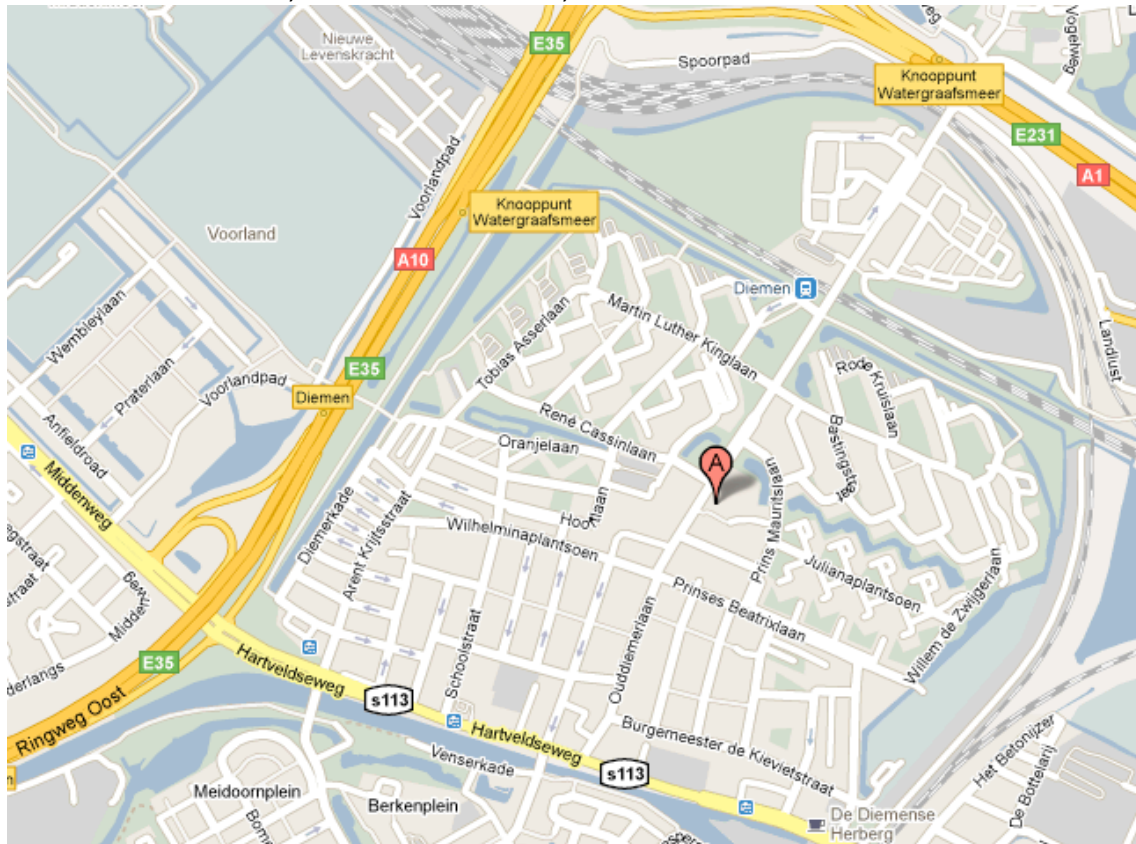 E35
Nieuwe
Levenskracht
Spoorpad
Vogelweg
Knooppunt
Watergraafsmeer
E231
A1
Voorlandpad
Knooppunt
Watergraafsmeer
Voorland
A10
Diemen
Wembleylaan
Martin Luther Kinglaan
Landlust
Tobias Asserlaan
Praterlaan
E35
Rode Kruislaan
Voorlandpad
Diemen
René Cassinlaan
Bastingstraat
Anfieldroad
Oranjelaan
A
Middenweg
Diemerkade
Arent Krijtsstraat
Hooftlaan
Wilhelminaplantsoen
Prins Mauritslaan
Julianaplantsoen
Middenweg
Prinses Beatrixlaan
Willem de Zwijgerlaan
Schoolstraat
Ouddiemerlaan
E35
Hartveldseweg
s113
Ringweg Oost
Hartveldseweg
Burgemeester de Kievietstraat
Het Betonijzer
De Bottelarij
Venserkade
s113
Meidoornplein
Berkenplein
De Diemense
Herberg